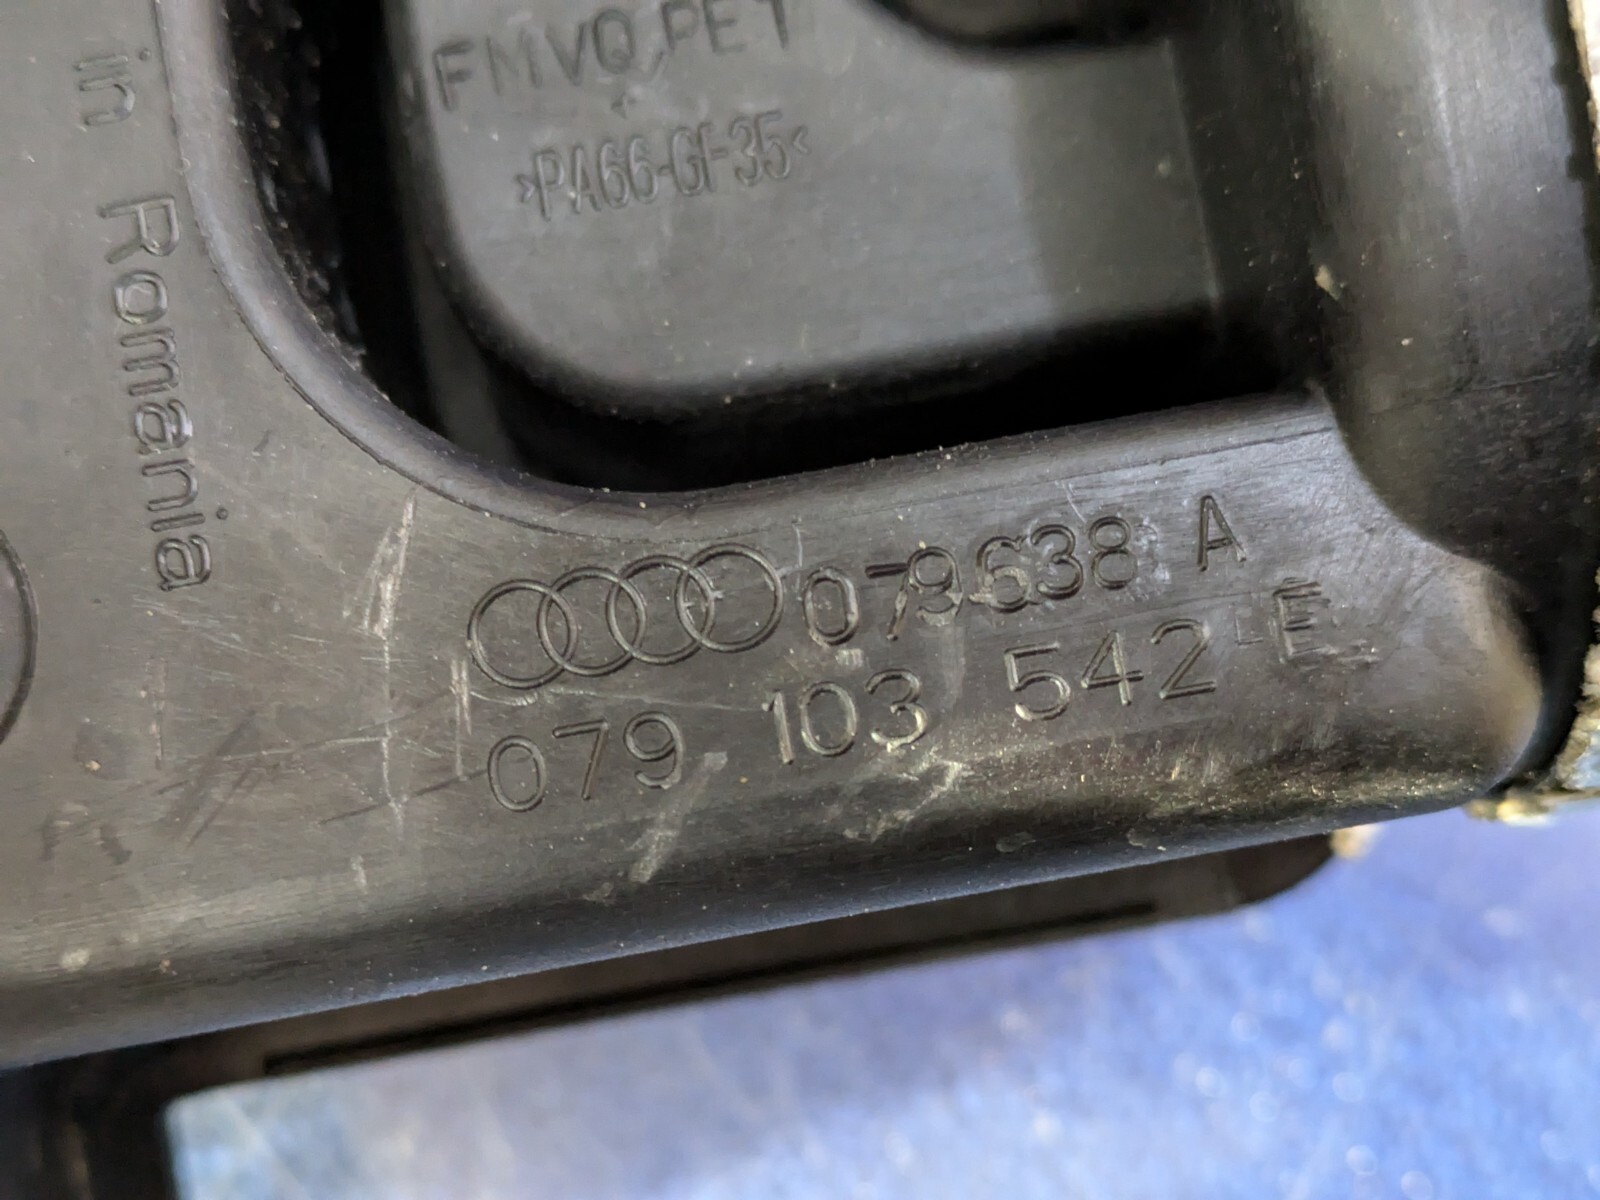 FMVQ,PET
>PA66-GF35<
in Romania
079638 A
079 103 542 E